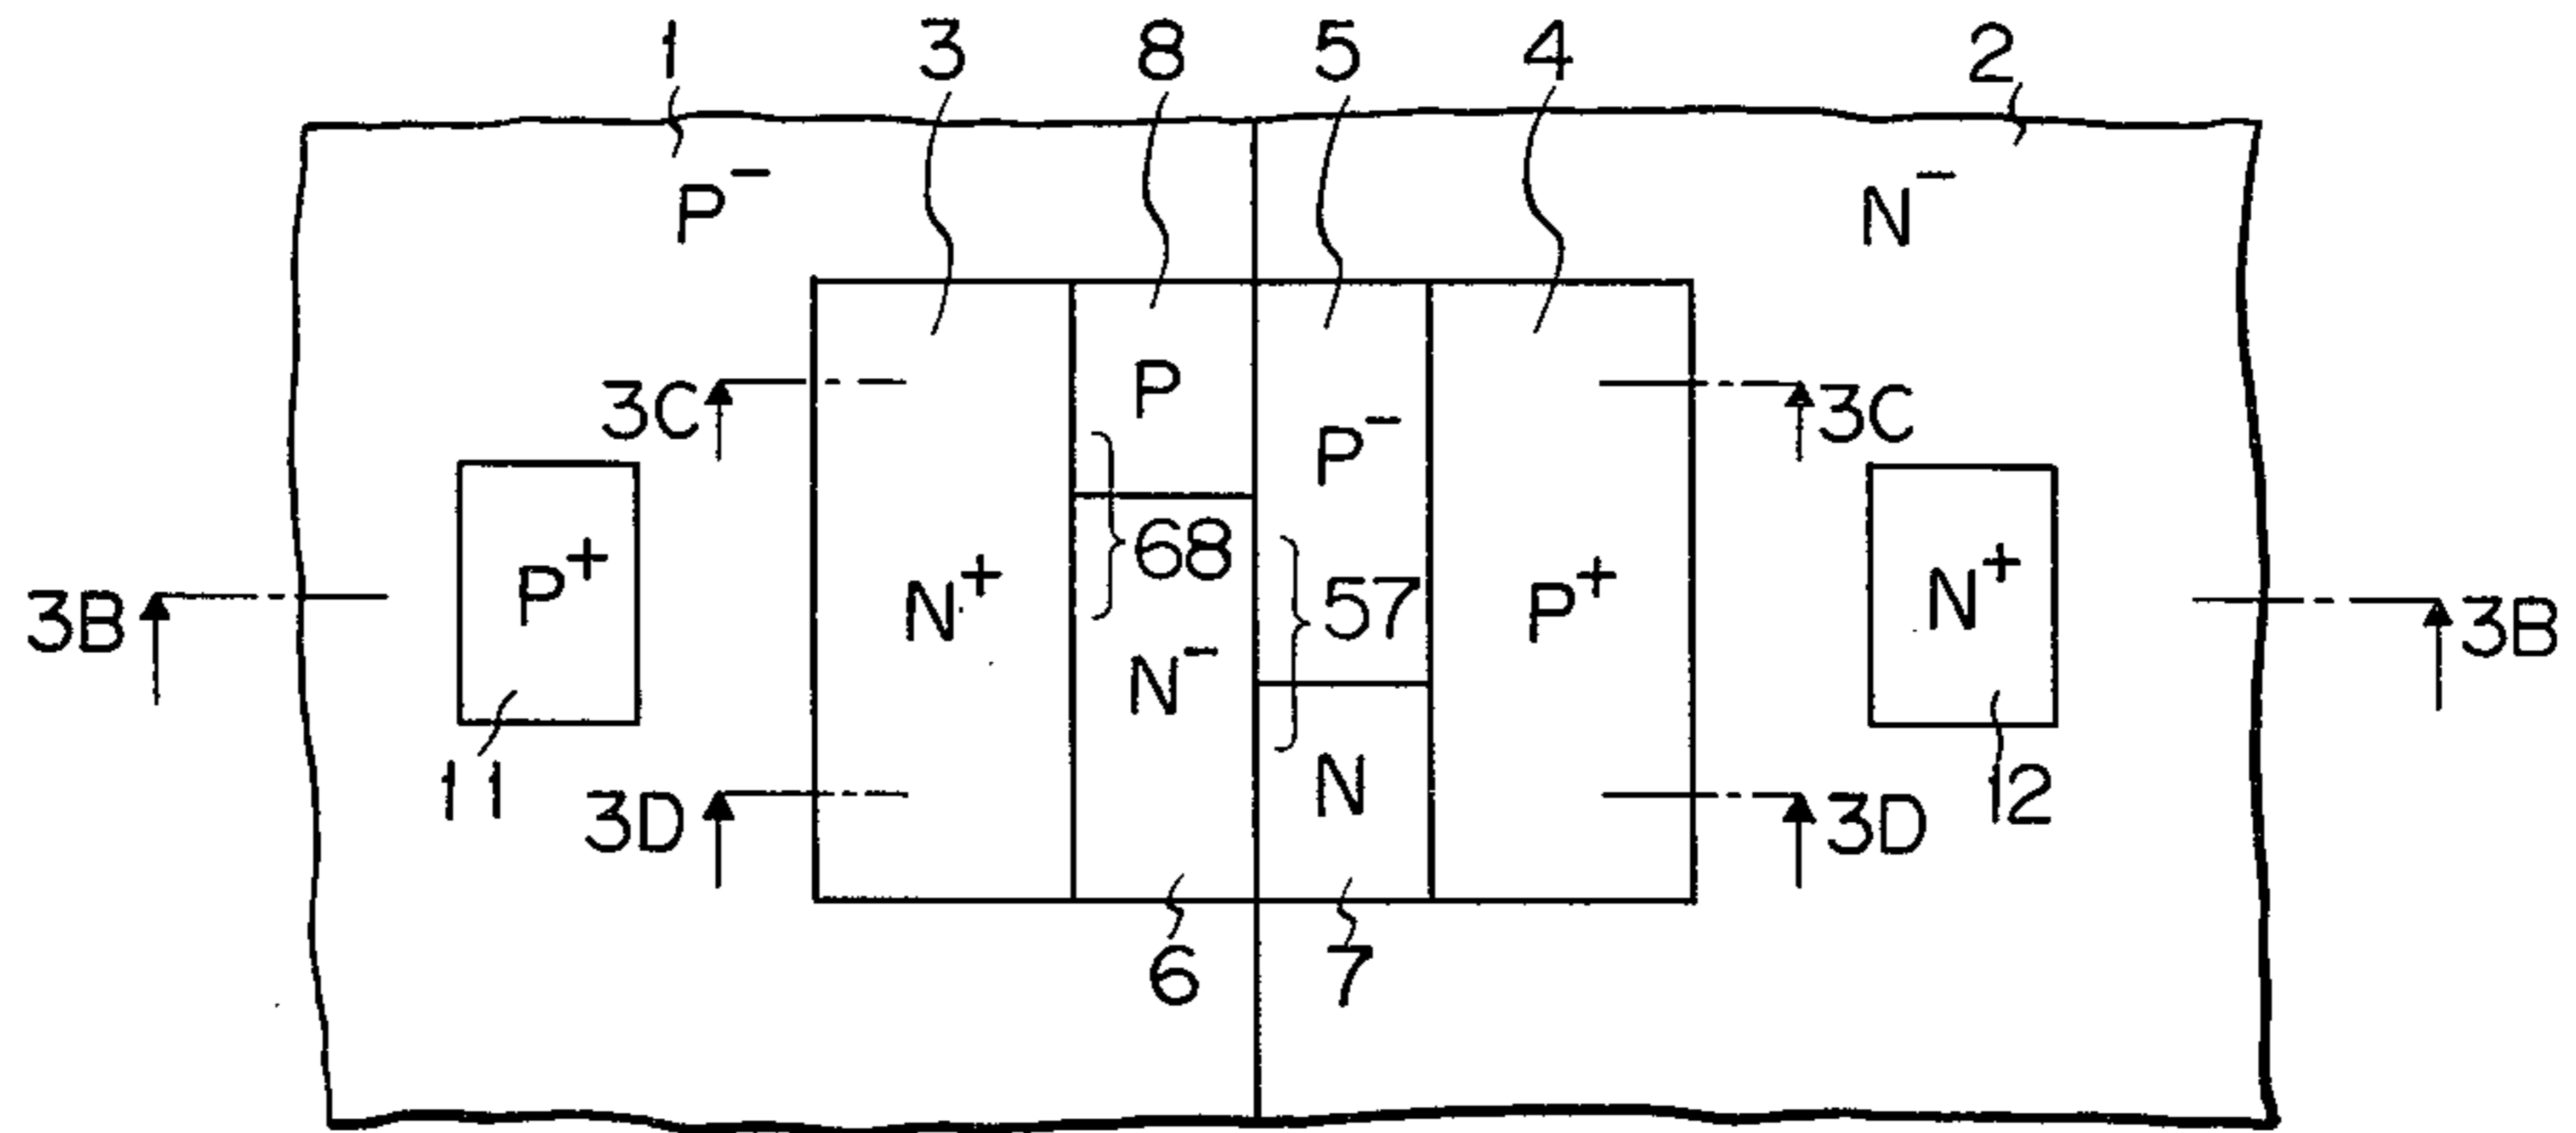 1 3 8 5 4 2
P⁻ N⁻
P
3C 3C
P⁻
68
P⁺ N⁺ 57 P⁺ N⁺
3B 3B
N⁻
N
11 12
3D 3D
6 7